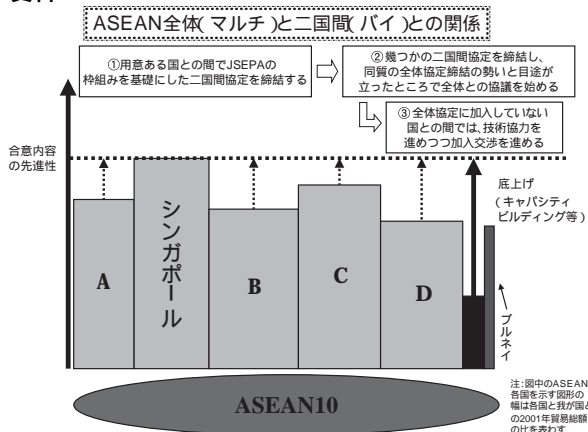 ASEAN全体(マルチ)と二国間(バイ)との関係
①用意ある国との間でJSEPAの
枠組みを基礎にした二国間協定を締結する
②幾つかの二国間協定を締結し、
同質の全体協定締結の勢いと目途が
立ったところで全体との協議を始める
③全体協定に加入していない
国との間では、技術協力を
進めつつ加入交渉を進める
合意内容
の先進性
底上げ
(キャパシティ
ビルディング等)
A
シンガポール
B
C
D
ブルネイ
ASEAN10
注:図中のASEAN
各国を示す図形の
幅は各国と我が国と
の2001年貿易総額
の比を表わす